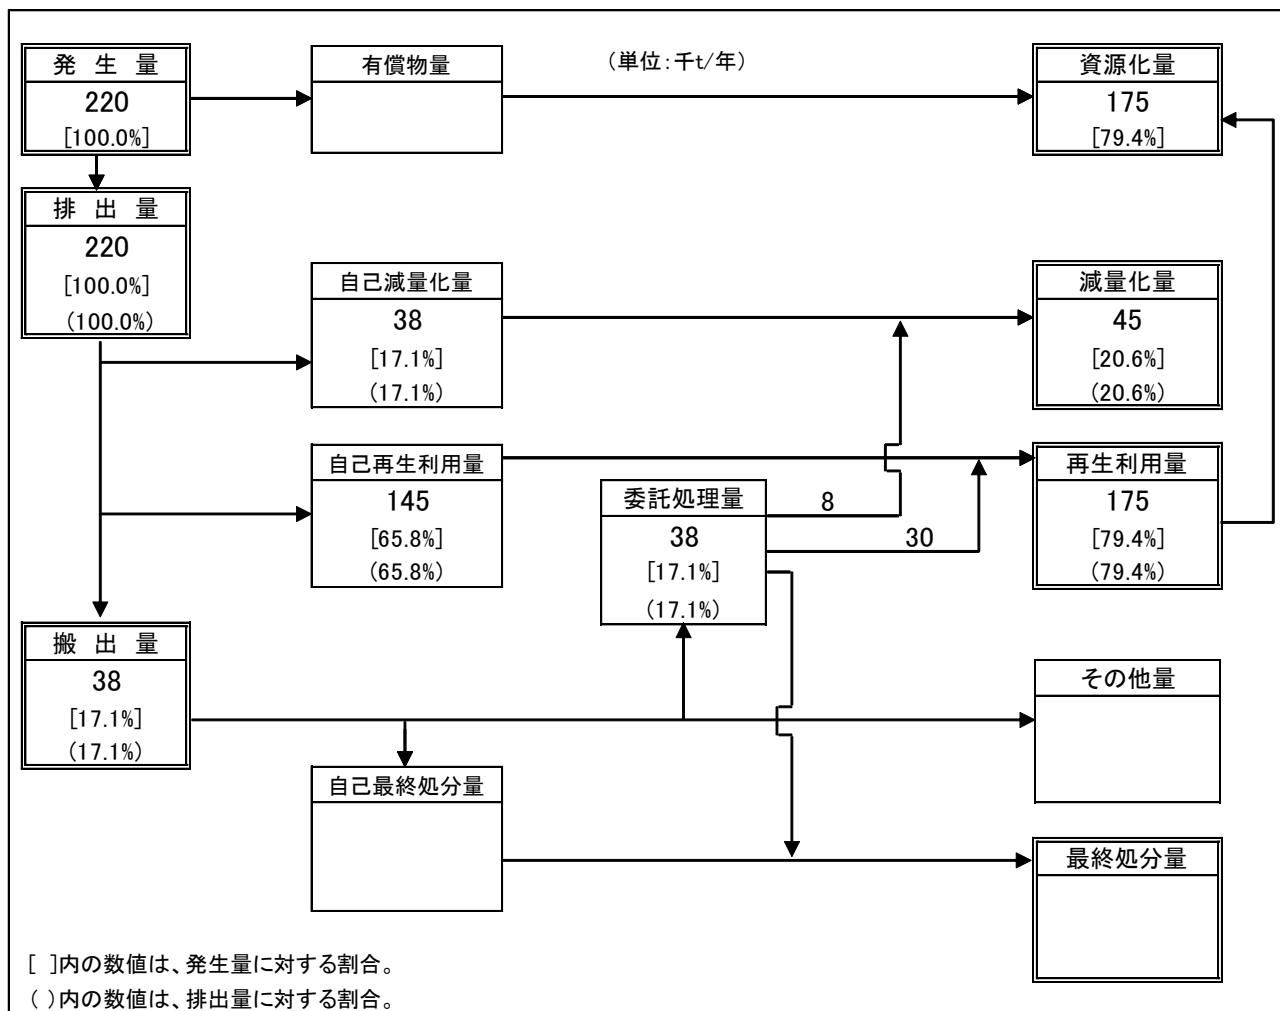 発 生 量
220
[100.0%]
有償物量
(単位:千t/年)
資源化量
175
[79.4%]
排 出 量
220
[100.0%]
(100.0%)
自己減量化量
38
[17.1%]
(17.1%)
減量化量
45
[20.6%]
(20.6%)
自己再生利用量
145
[65.8%]
(65.8%)
委託処理量
38
[17.1%]
(17.1%)
8
30
再生利用量
175
[79.4%]
(79.4%)
搬 出 量
38
[17.1%]
(17.1%)
その他量
自己最終処分量
最終処分量
[ ]内の数値は、発生量に対する割合。
( )内の数値は、排出量に対する割合。